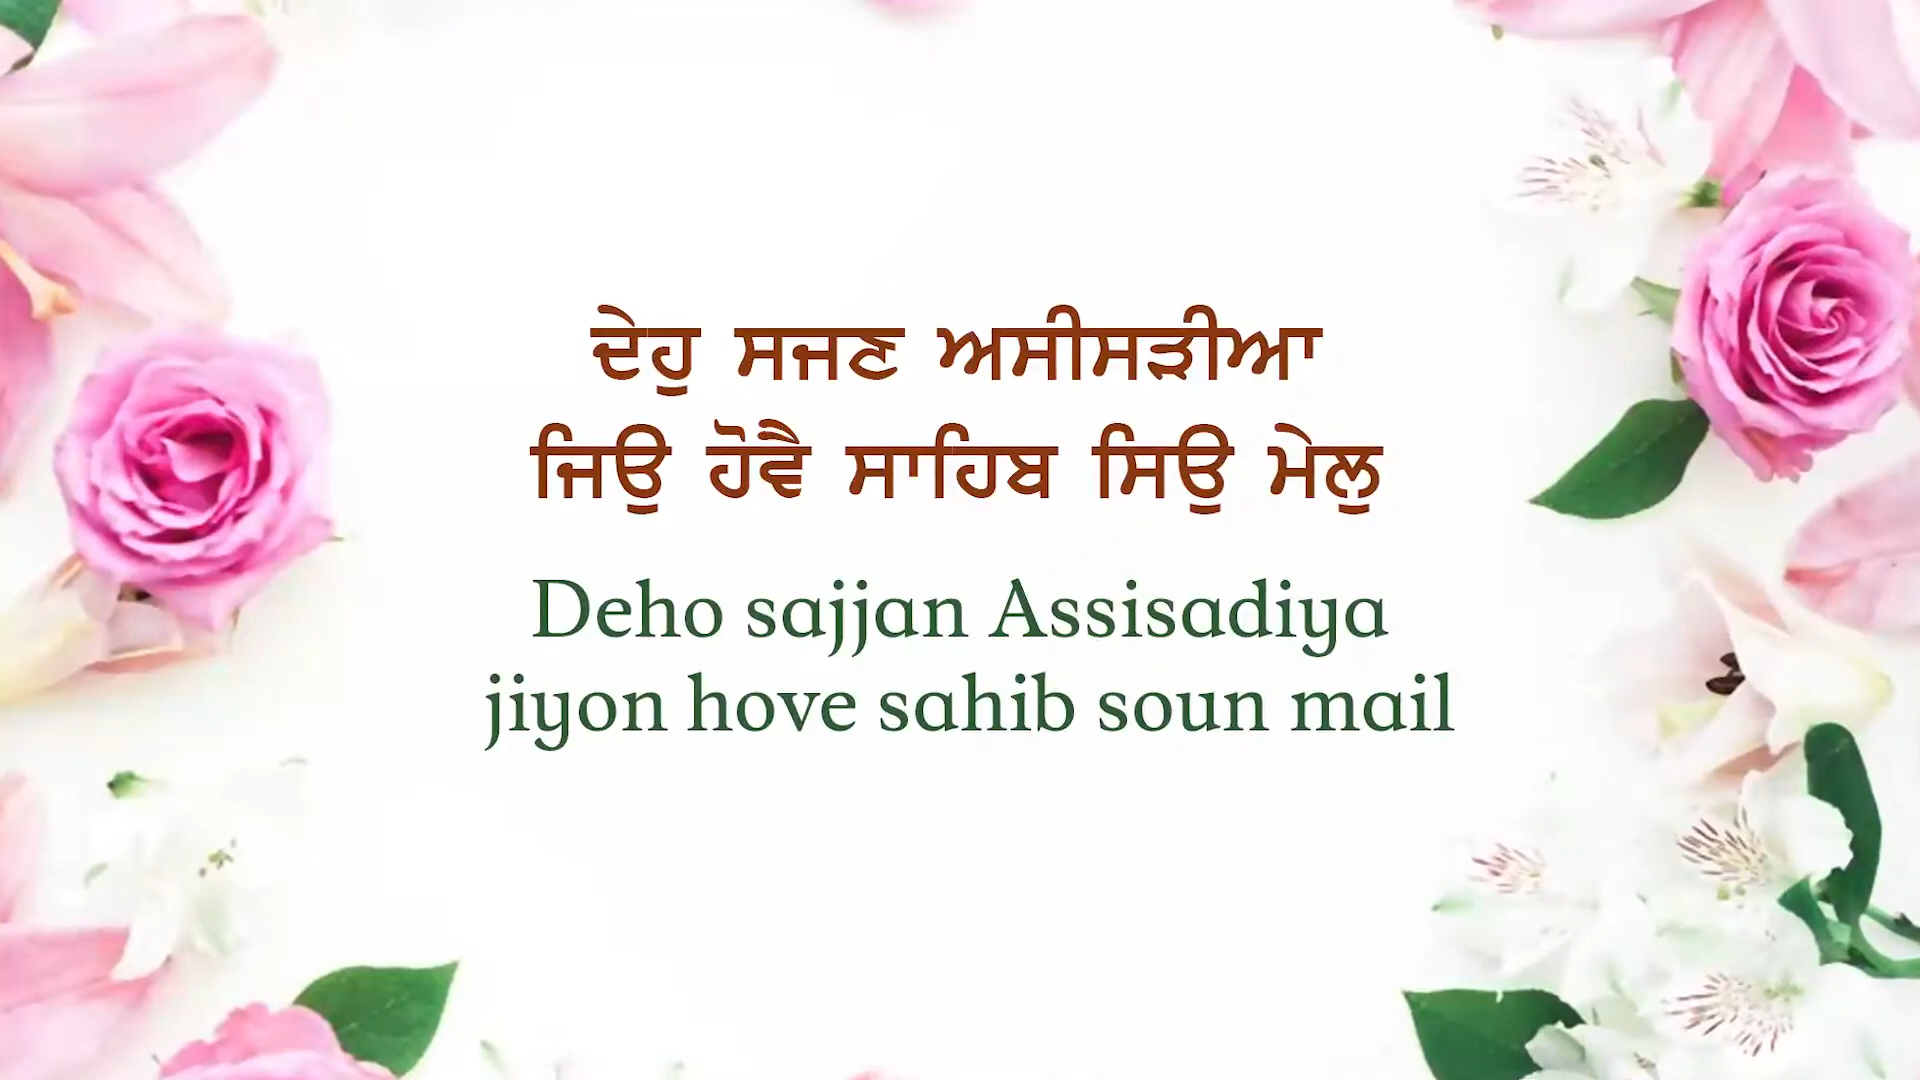 ਦੇਹੁ ਸਜਣ ਅਸੀਸੜੀਆ
ਜਿਉ ਹੋਵੈ ਸਾਹਿਬ ਸਿਉ ਮੇਲੁ
Deho sajjan Assisadiya
jiyon hove sahib soun mail